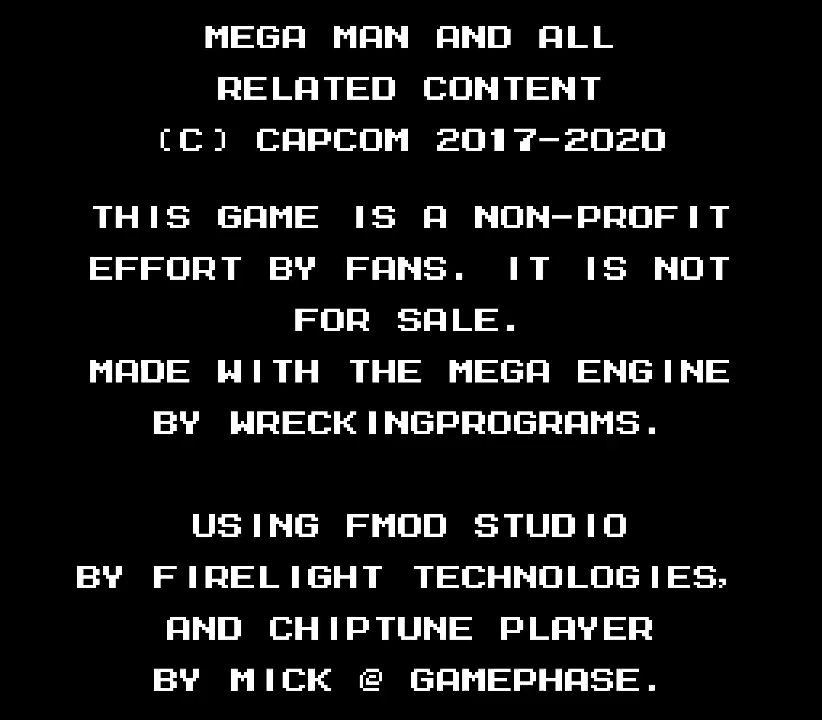 MEGA MAN AND ALL
RELATED CONTENT
(C) CAPCOM 2017-2020
THIS GAME IS A NON-PROFIT
EFFORT BY FANS. IT IS NOT
FOR SALE.
MADE WITH THE MEGA ENGINE
BY WRECKINGPROGRAMS.
USING FMOD STUDIO
BY FIRELIGHT TECHNOLOGIES,
AND CHIPTUNE PLAYER
BY MICK @ GAMEPHASE.